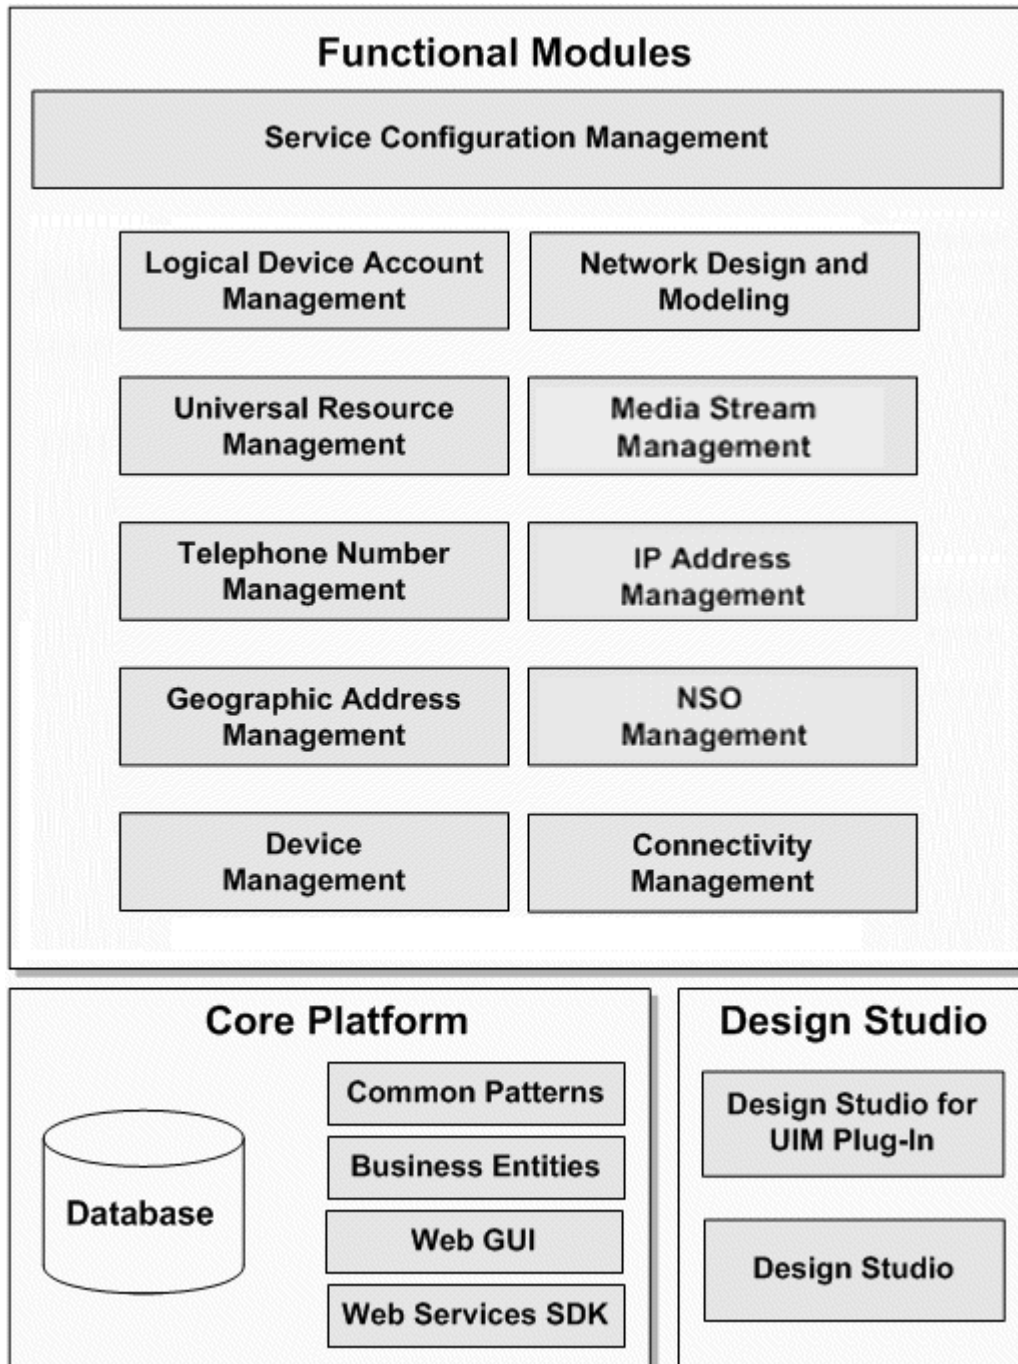 Functional Modules
Service Configuration Management
Logical Device Account
Management
Network Design and
Modeling
Universal Resource
Management
Media Stream
Management
Telephone Number
Management
IP Address
Management
Geographic Address
Management
NSO
Management
Device
Management
Connectivity
Management
Core Platform
Database
Common Patterns
Business Entities
Web GUI
Web Services SDK
Design Studio
Design Studio for
UIM Plug-In
Design Studio